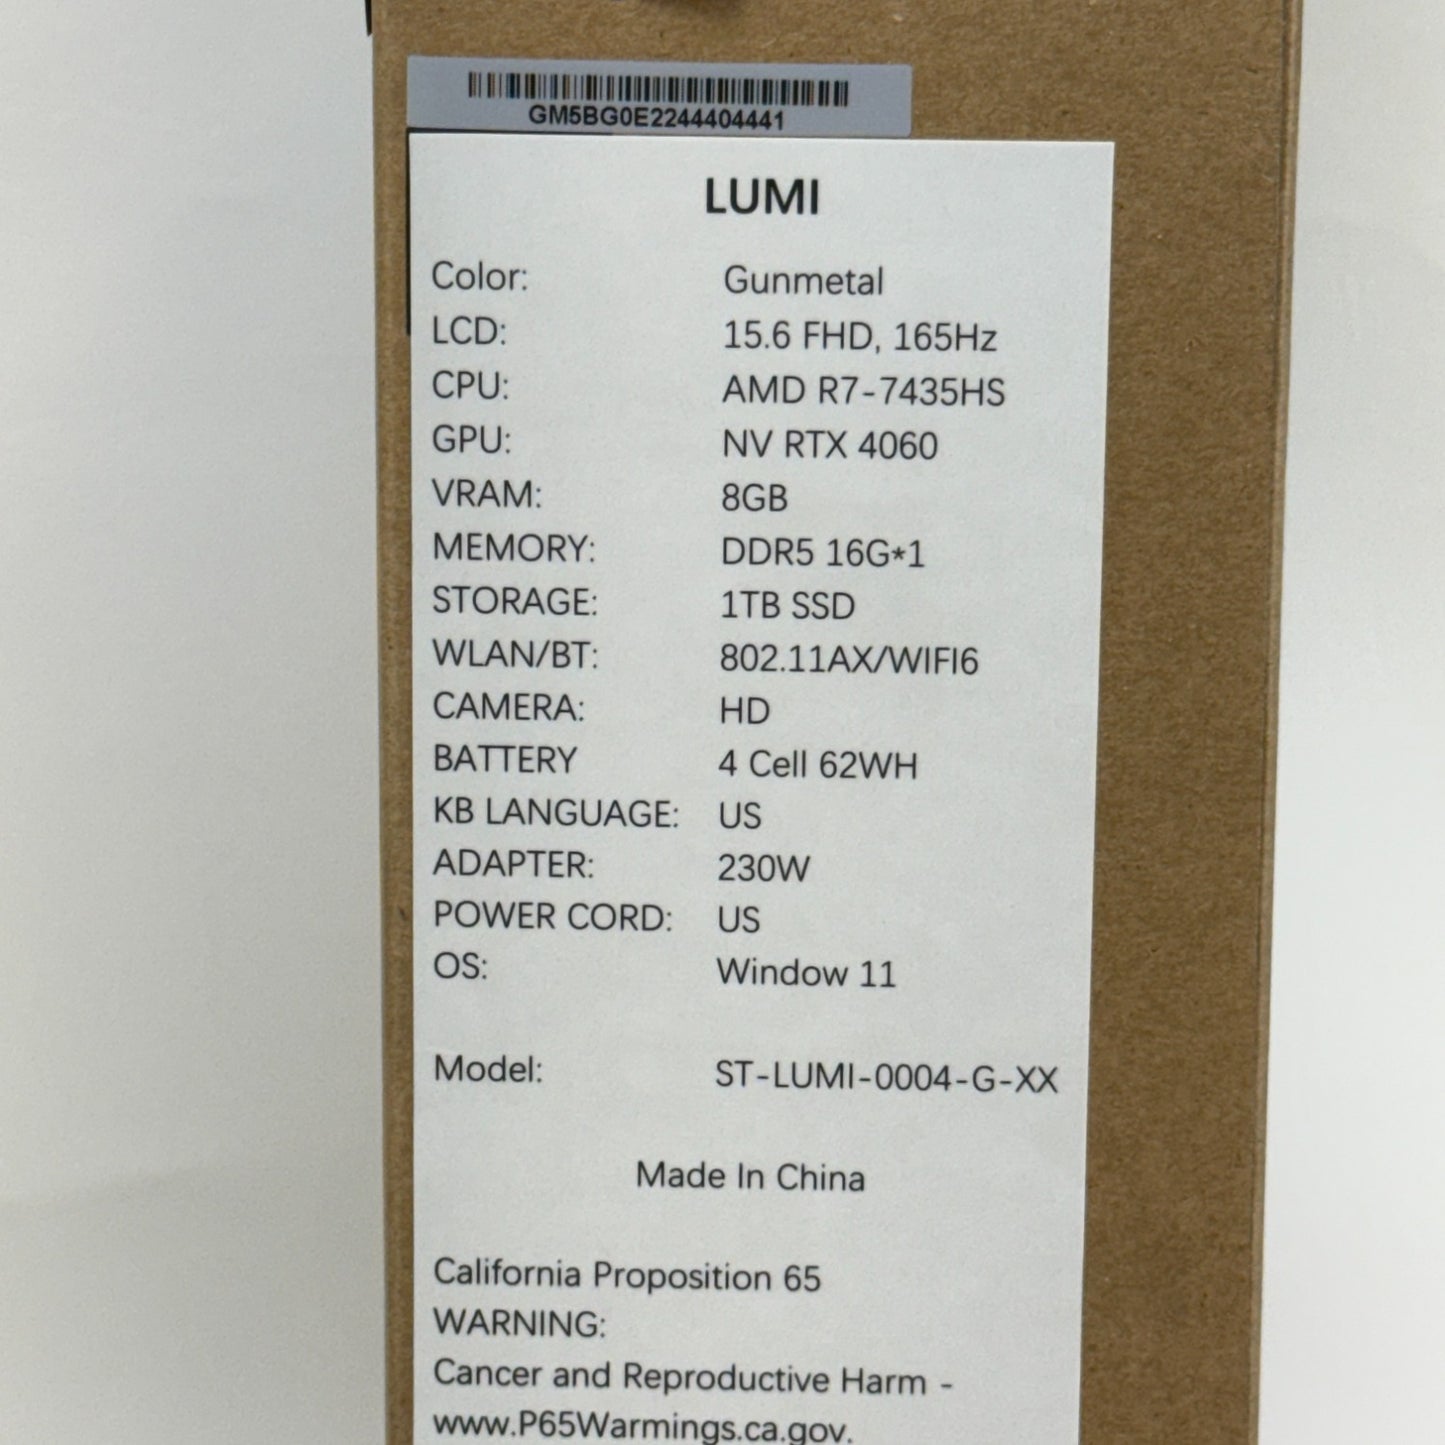 GM5BG0E2244404441
LUMI
Color: Gunmetal
LCD: 15.6 FHD, 165Hz
CPU: AMD R7-7435HS
GPU: NV RTX 4060
VRAM: 8GB
MEMORY: DDR5 16G*1
STORAGE: 1TB SSD
WLAN/BT: 802.11AX/WIFI6
CAMERA: HD
BATTERY 4 Cell 62WH
KB LANGUAGE: US
ADAPTER: 230W
POWER CORD: US
OS: Window 11
Model: ST-LUMI-0004-G-XX
Made In China
California Proposition 65
WARNING:
Cancer and Reproductive Harm -
www.P65Warmings.ca.gov.